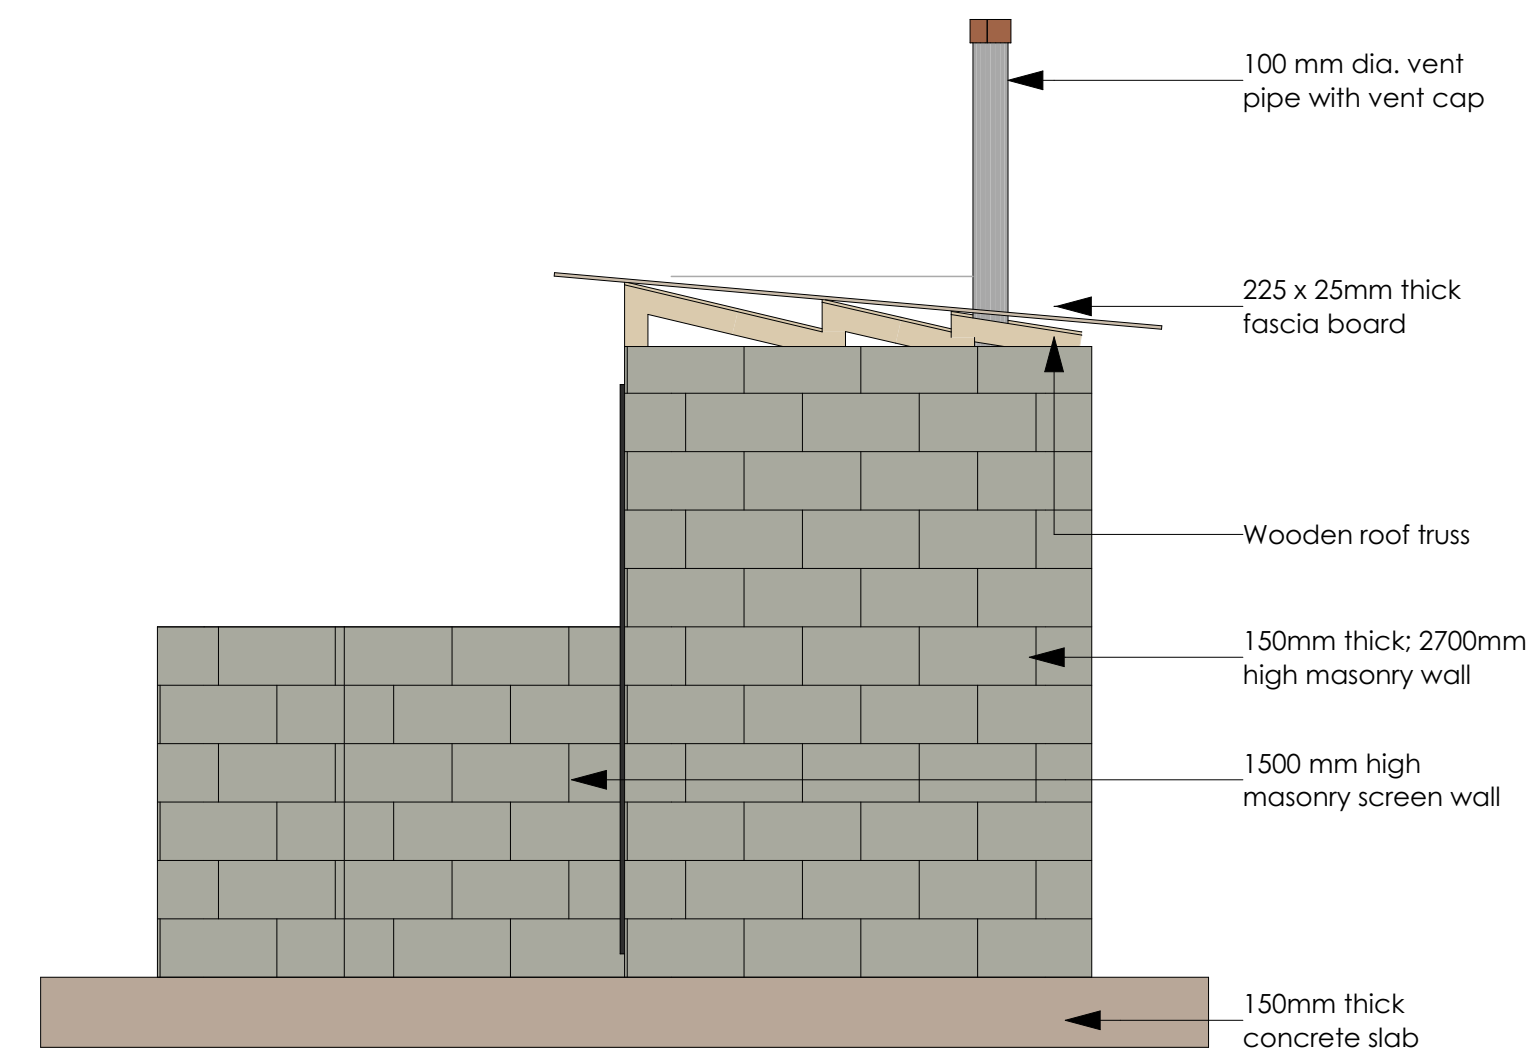 100 mm dia. vent
pipe with vent cap
225 x 25mm thick
fascia board
Wooden roof truss
150mm thick; 2700mm
high masonry wall
1500 mm high
masonry screen wall
150mm thick
concrete slab